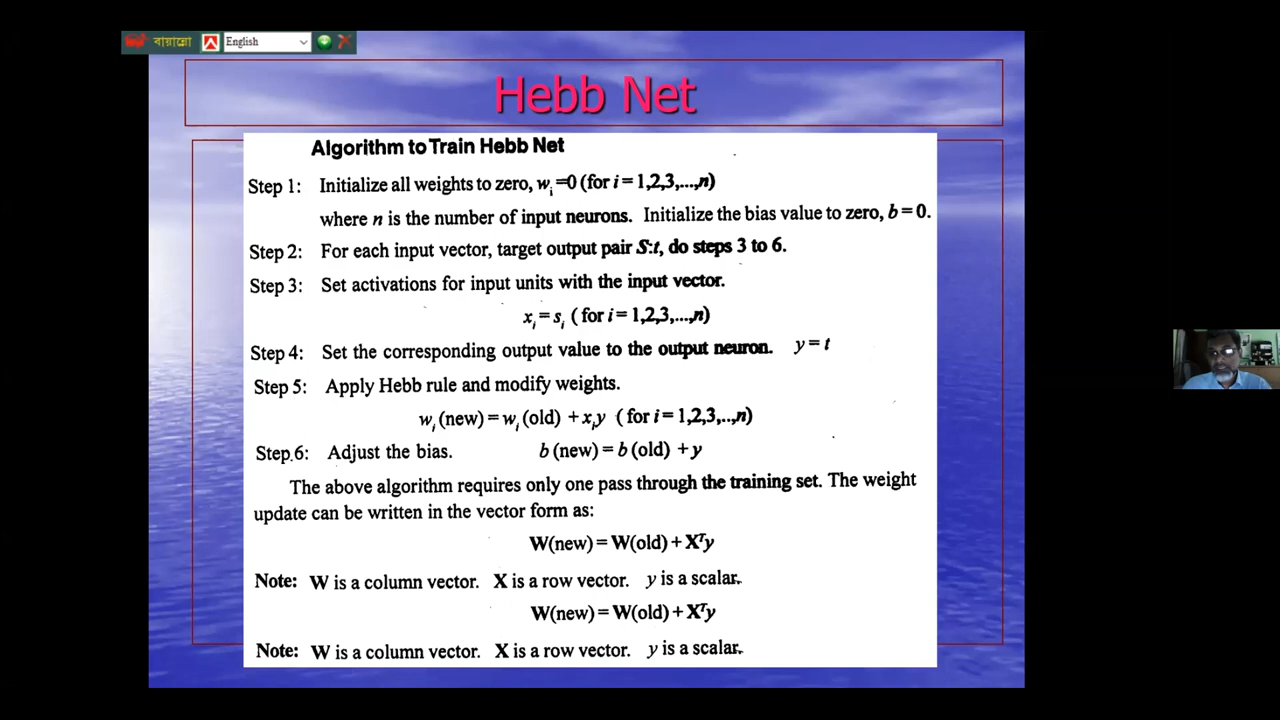 বায়ান্নো English
Hebb Net
Algorithm to Train Hebb Net
Step 1: Initialize all weights to zero, wᵢ=0 (for i = 1,2,3,...,n)
where n is the number of input neurons. Initialize the bias value to zero, b = 0.
Step 2: For each input vector, target output pair S:t, do steps 3 to 6.
Step 3: Set activations for input units with the input vector.
xᵢ = sᵢ ( for i = 1,2,3,...,n)
Step 4: Set the corresponding output value to the output neuron. y = t
Step 5: Apply Hebb rule and modify weights.
wᵢ (new) = wᵢ (old) + xᵢy ( for i = 1,2,3,..,n)
Step.6: Adjust the bias. b (new) = b (old) + y
The above algorithm requires only one pass through the training set. The weight
update can be written in the vector form as:
W(new) = W(old) + Xᵀy
Note: W is a column vector. X is a row vector. y is a scalar.
W(new) = W(old) + Xᵀy
Note: W is a column vector. X is a row vector. y is a scalar.